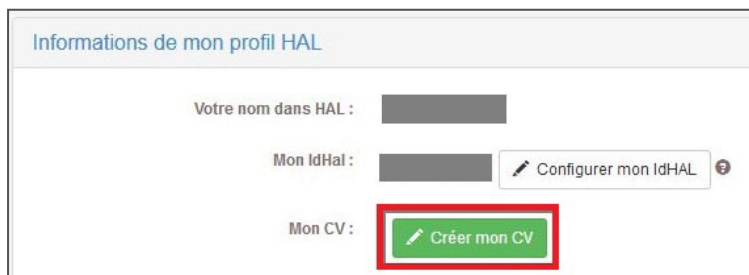 Informations de mon profil HAL
Votre nom dans HAL :
Mon IdHal : Configurer mon IdHAL ?
Mon CV : Créer mon CV